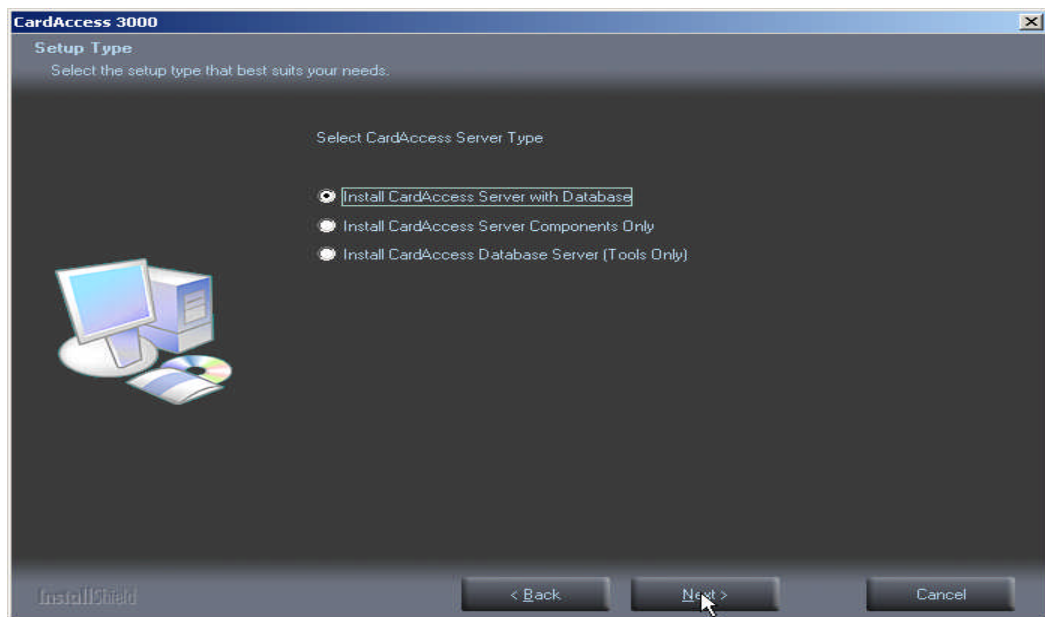 CardAccess 3000
Setup Type
Select the setup type that best suits your needs.
Select CardAccess Server Type
Install CardAccess Server with Database
Install CardAccess Server Components Only
Install CardAccess Database Server (Tools Only)
InstallShield
< Back
Next >
Cancel